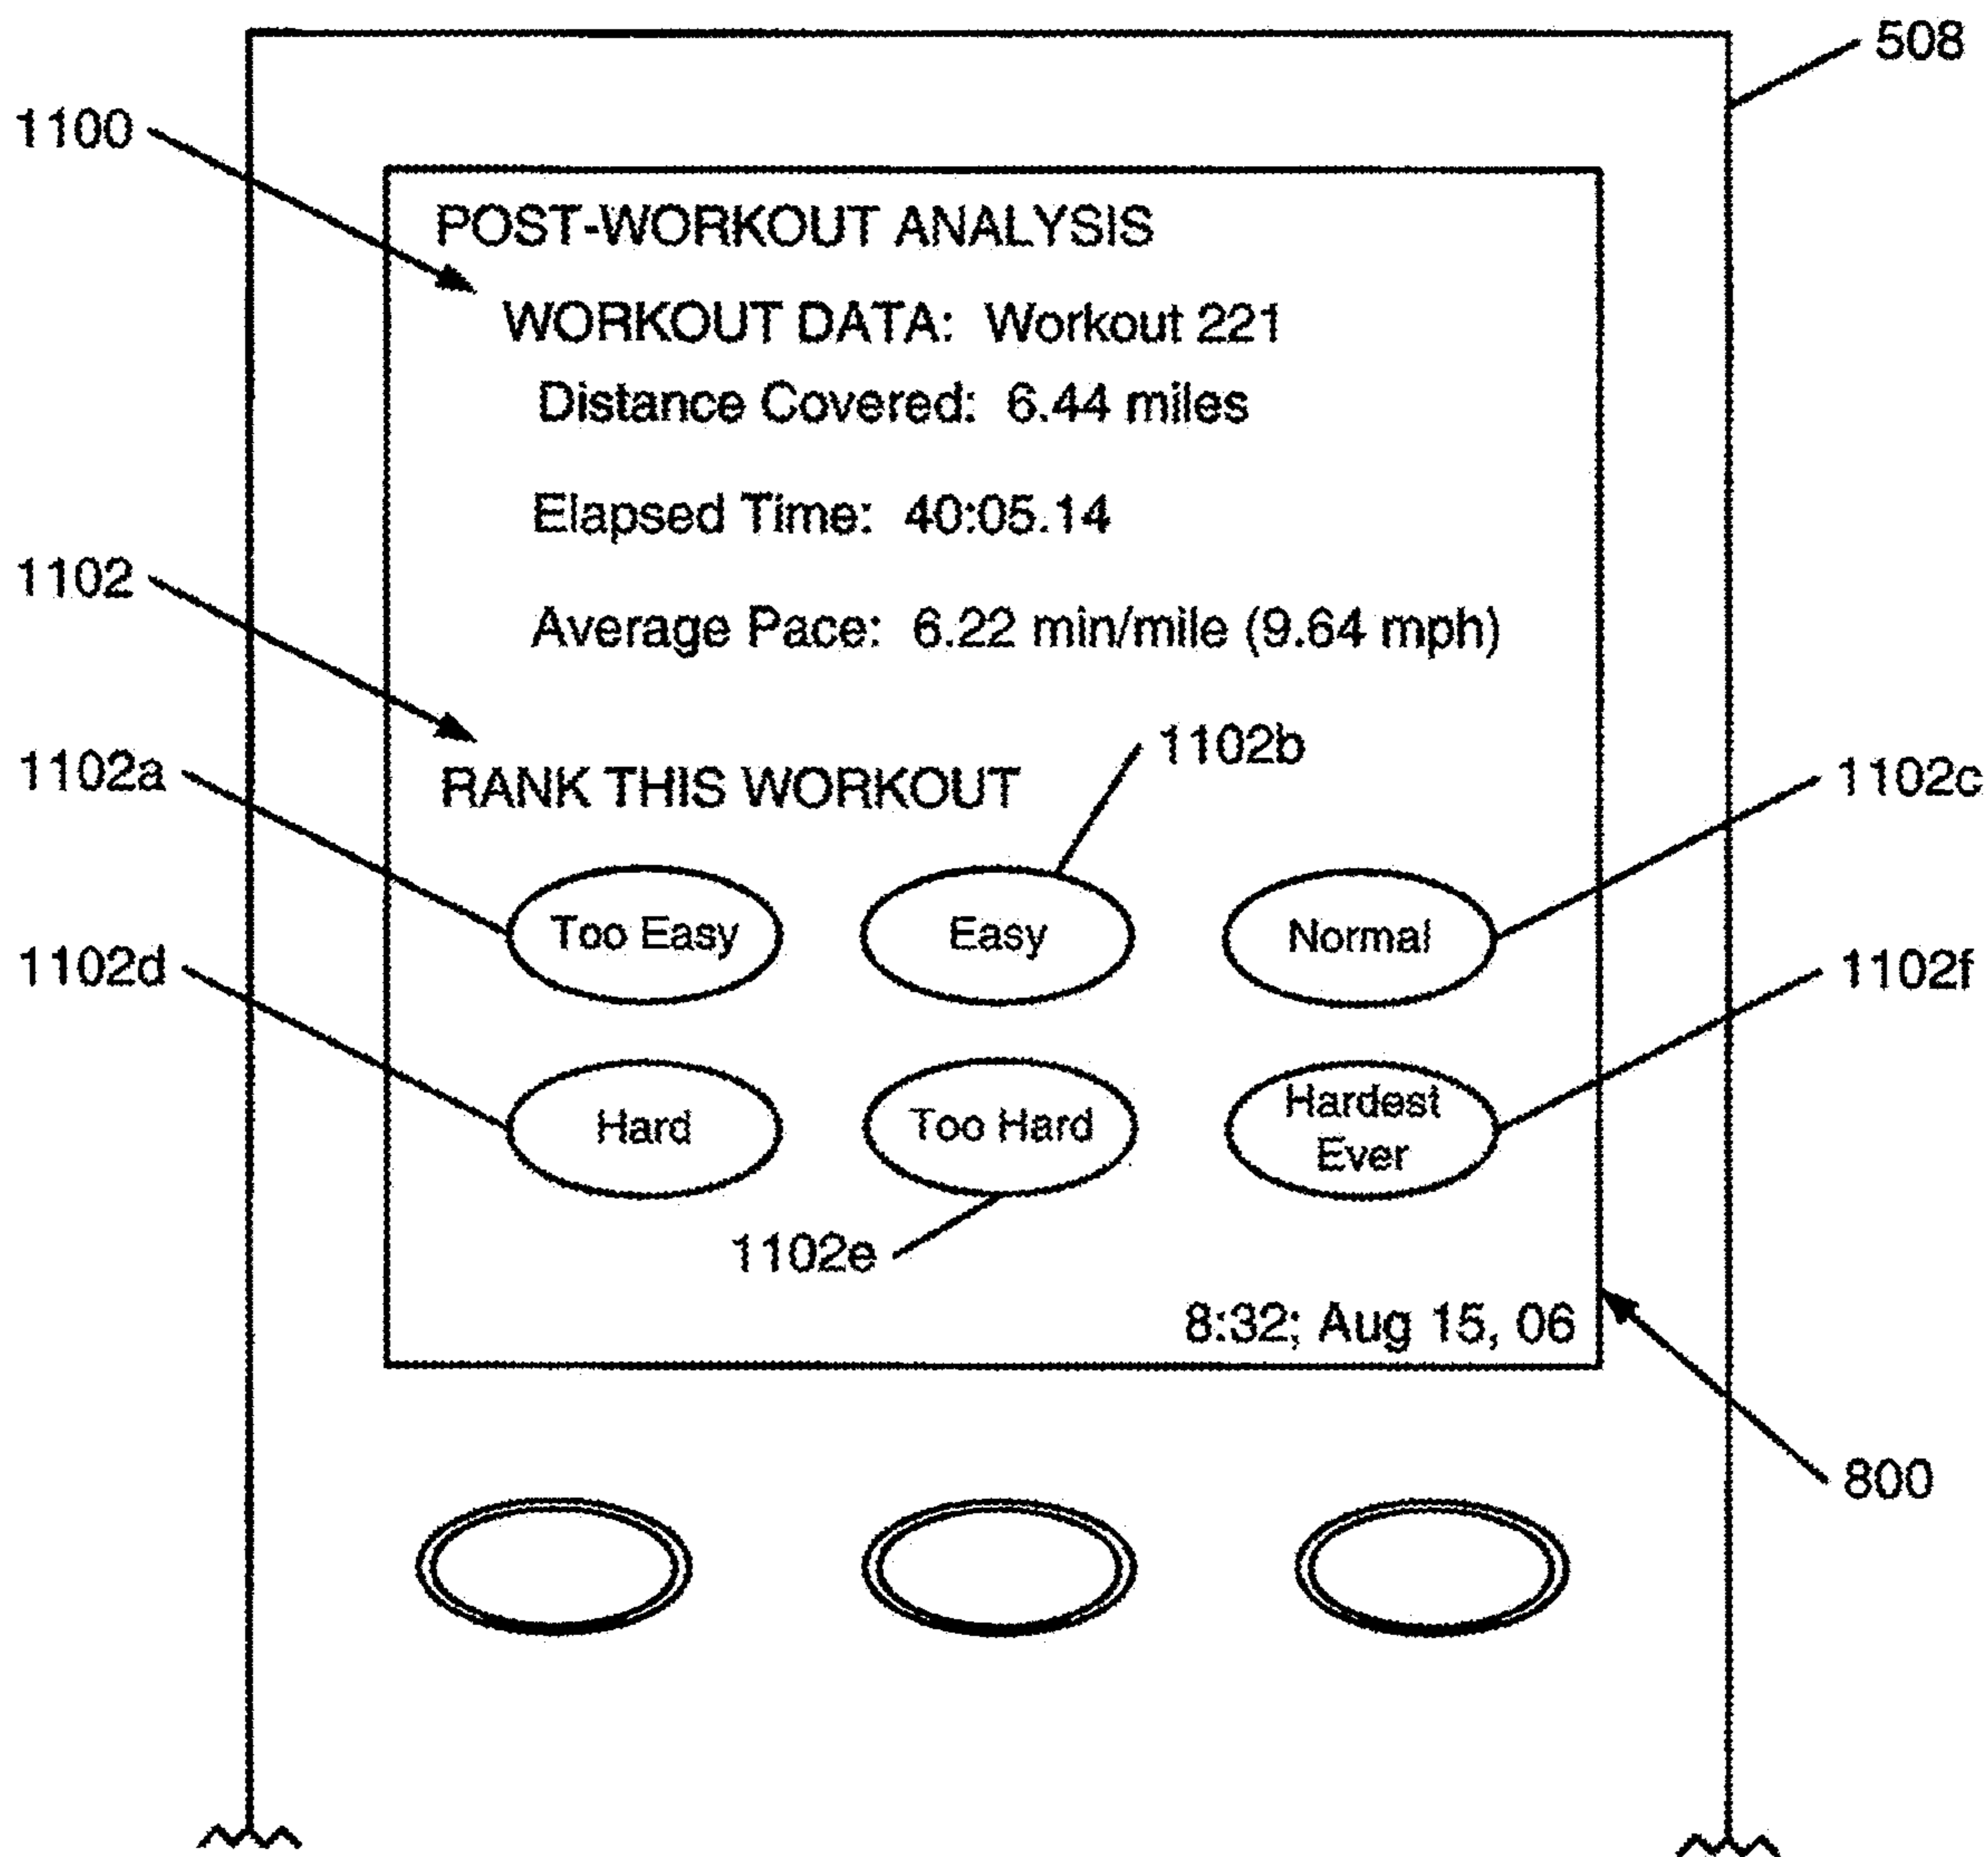 508
1100
POST-WORKOUT ANALYSIS
WORKOUT DATA: Workout 221
Distance Covered: 6.44 miles
Elapsed Time: 40:05.14
1102
Average Pace: 6.22 min/mile (9.64 mph)
1102b
1102a
RANK THIS WORKOUT
1102c
Too Easy
Easy
Normal
1102d
1102f
Hard
Too Hard
Hardest
Ever
1102e
8:32; Aug 15, 06
800